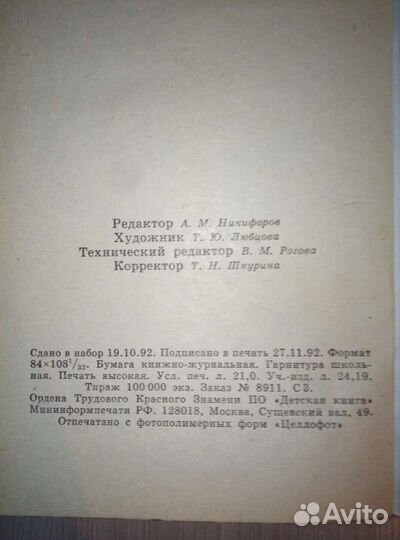 Редактор А. М. Никифоров
Художник Т. Ю. Любцова
Технический редактор В. М. Рогова
Корректор Т. Н. Шкурина
Сдано в набор 19.10.92. Подписано в печать 27.11.92. Формат
84×108¹/₃₂. Бумага книжно-журнальная. Гарнитура школь-
ная. Печать высокая. Усл. печ. л. 21,0. Уч.-изд. л. 24,19.
Тираж 100 000 экз. Заказ № 8911. С 3.
Ордена Трудового Красного Знамени ПО «Детская книга»
Мининформпечати РФ. 128018, Москва, Сущевский вал, 49.
Отпечатано с фотополимерных форм «Целлофот»
Avito